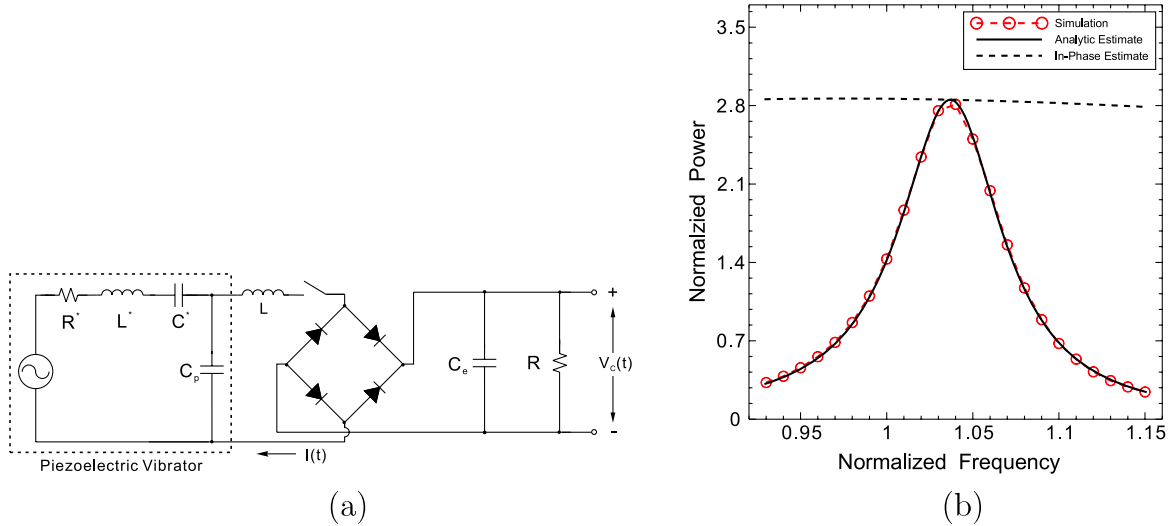 R*
L*
C*
L
Cp
Ce
R
Vc(t)
+
-
I(t)
Piezoelectric Vibrator
(a)
Simulation
Analytic Estimate
In-Phase Estimate
3.5
2.8
2.1
1.4
0.7
0
Normalzied Power
0.95
1
1.05
1.1
1.15
Normalized Frequency
(b)